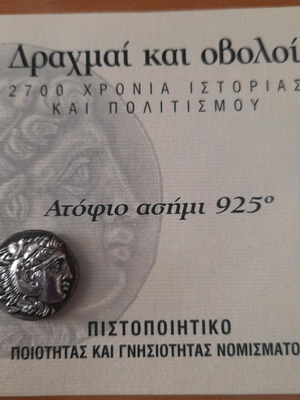 Δραχμαί και οβολοί
2700 ΧΡΟΝΙΑ ΙΣΤΟΡΙΑΣ
ΚΑΙ ΠΟΛΙΤΙΣΜΟΥ
Ατόφιο ασήμι 925°
ΠΙΣΤΟΠΟΙΗΤΙΚΟ
ΠΟΙΟΤΗΤΑΣ ΚΑΙ ΓΝΗΣΙΟΤΗΤΑΣ ΝΟΜΙΣΜΑΤΟ